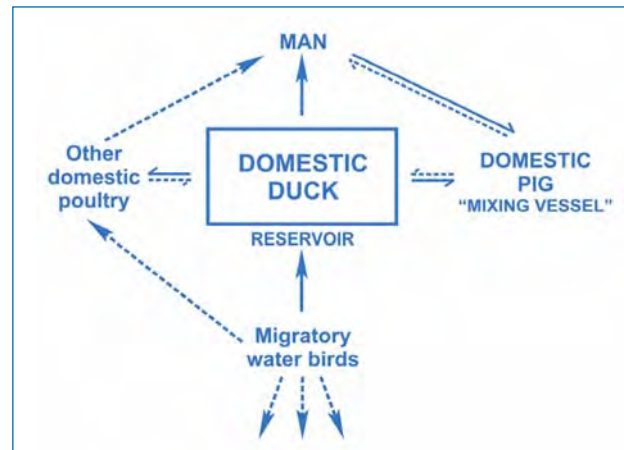 MAN
Other
domestic
poultry
DOMESTIC
DUCK
RESERVOIR
DOMESTIC
PIG
“MIXING VESSEL”
Migratory
water birds